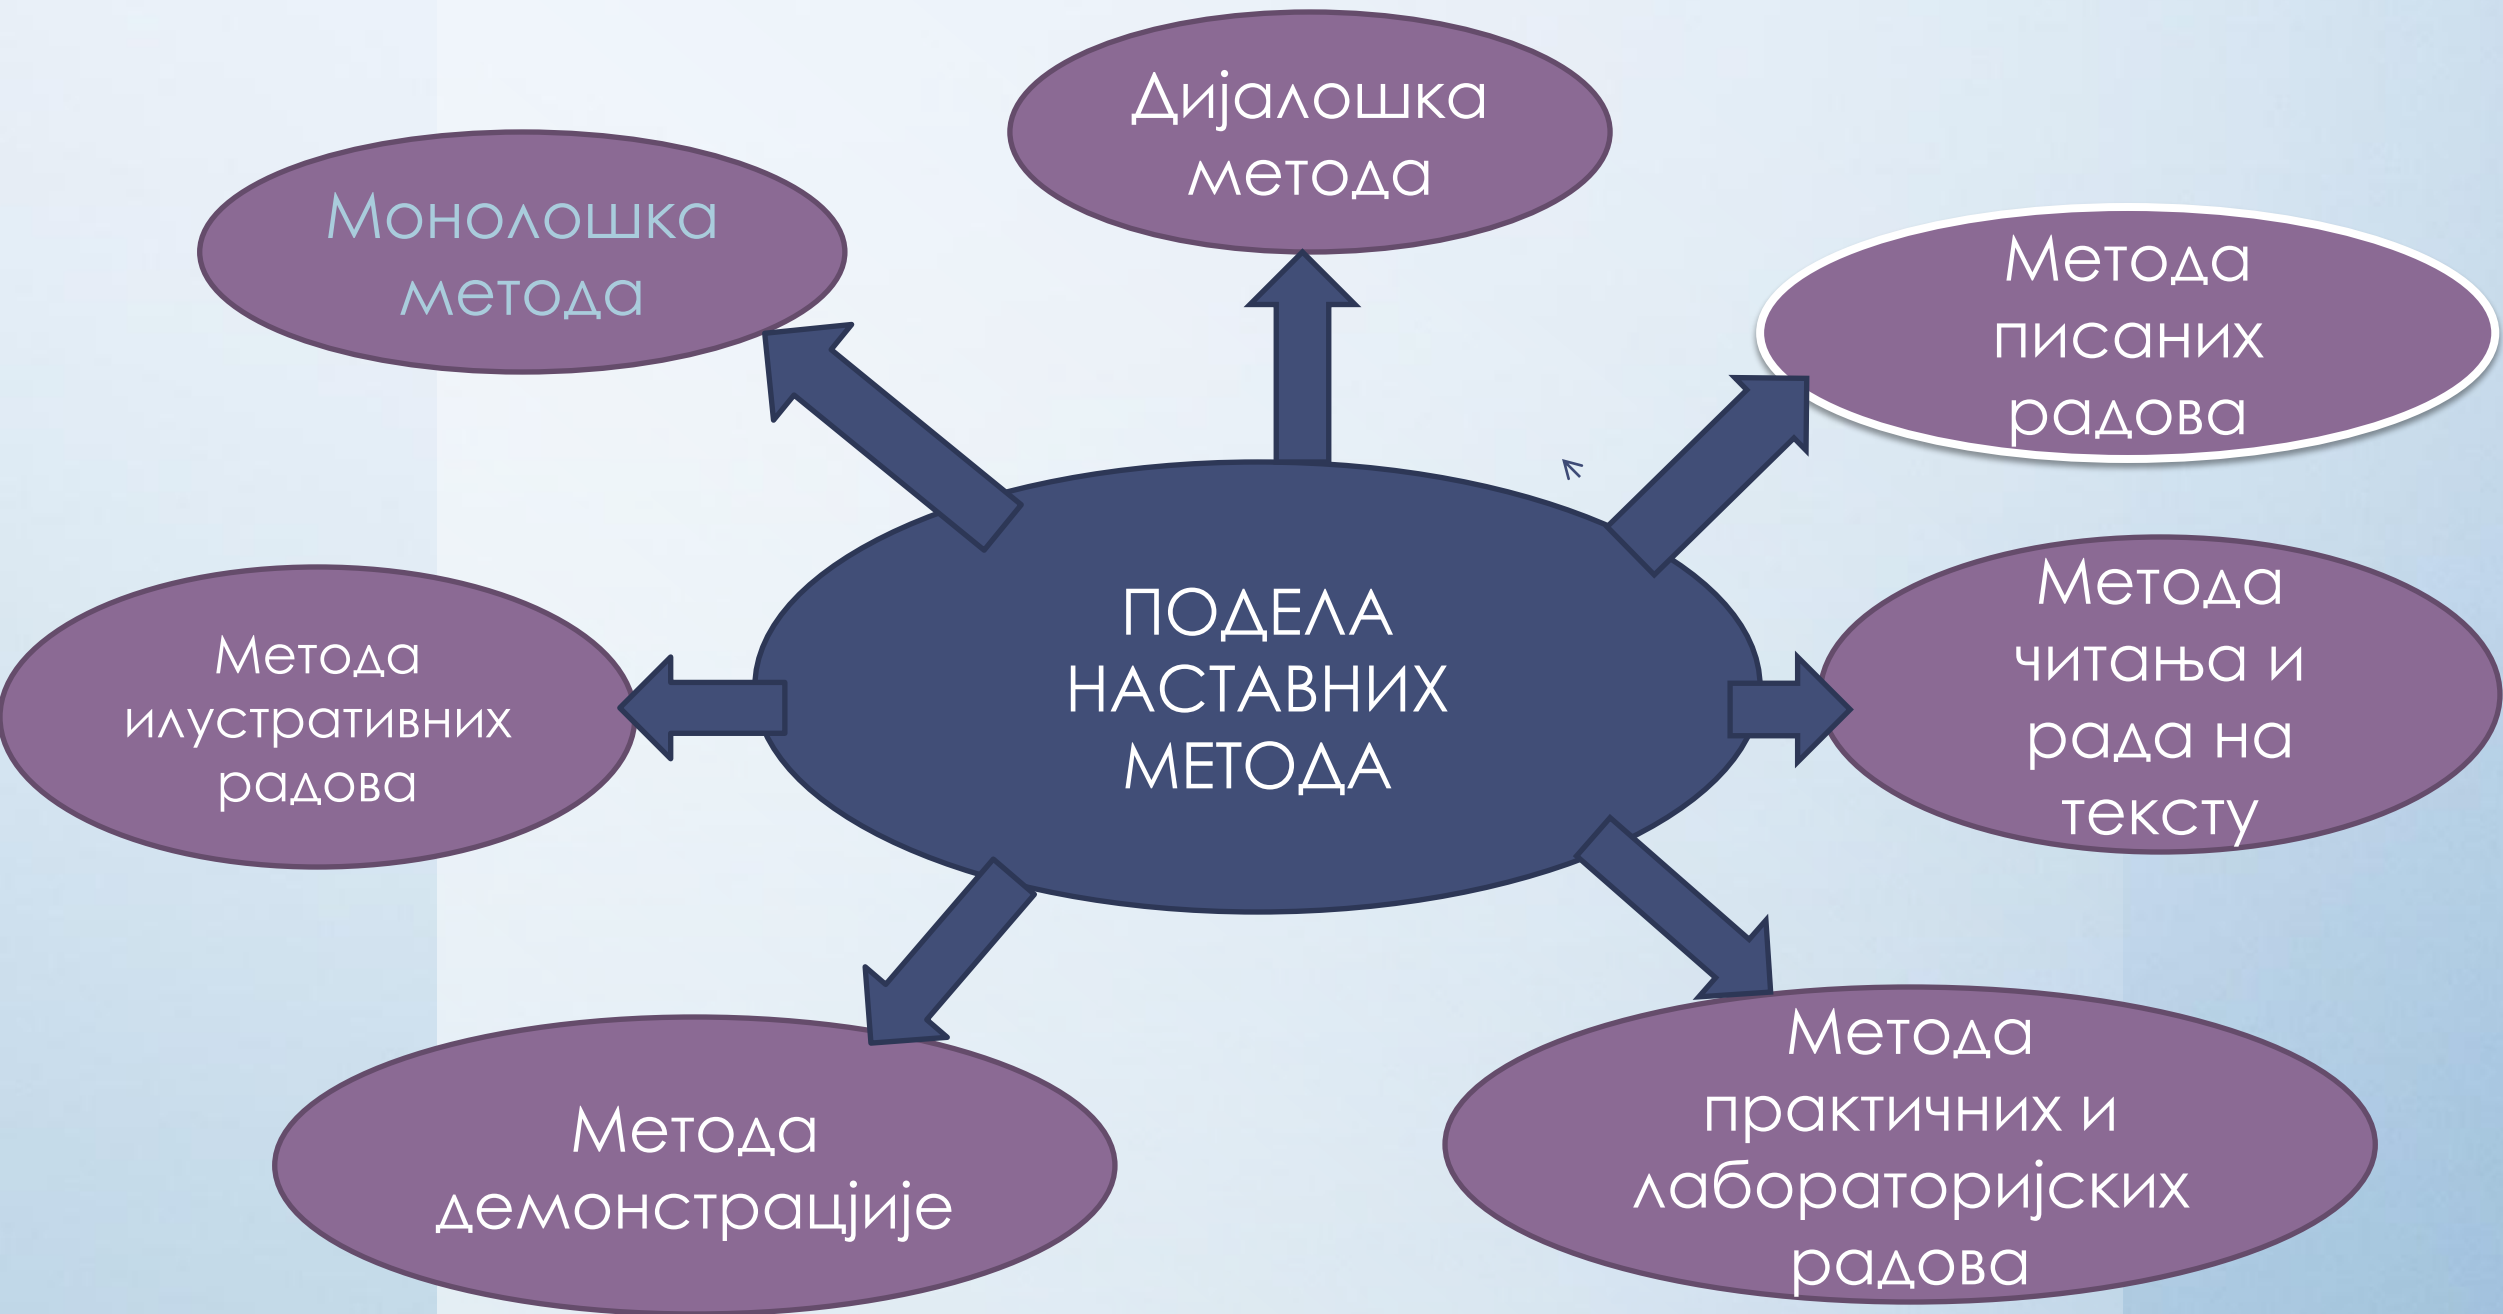 Дијалошка
метода
Монолошка
метода
Метода
писаних
радова
ПОДЕЛА
НАСТАВНИХ
МЕТОДА
Метода
илустративних
радова
Метода
читања и
рада на
тексту
Метода
демонстрације
Метода
практичних и
лабораторијских
радова